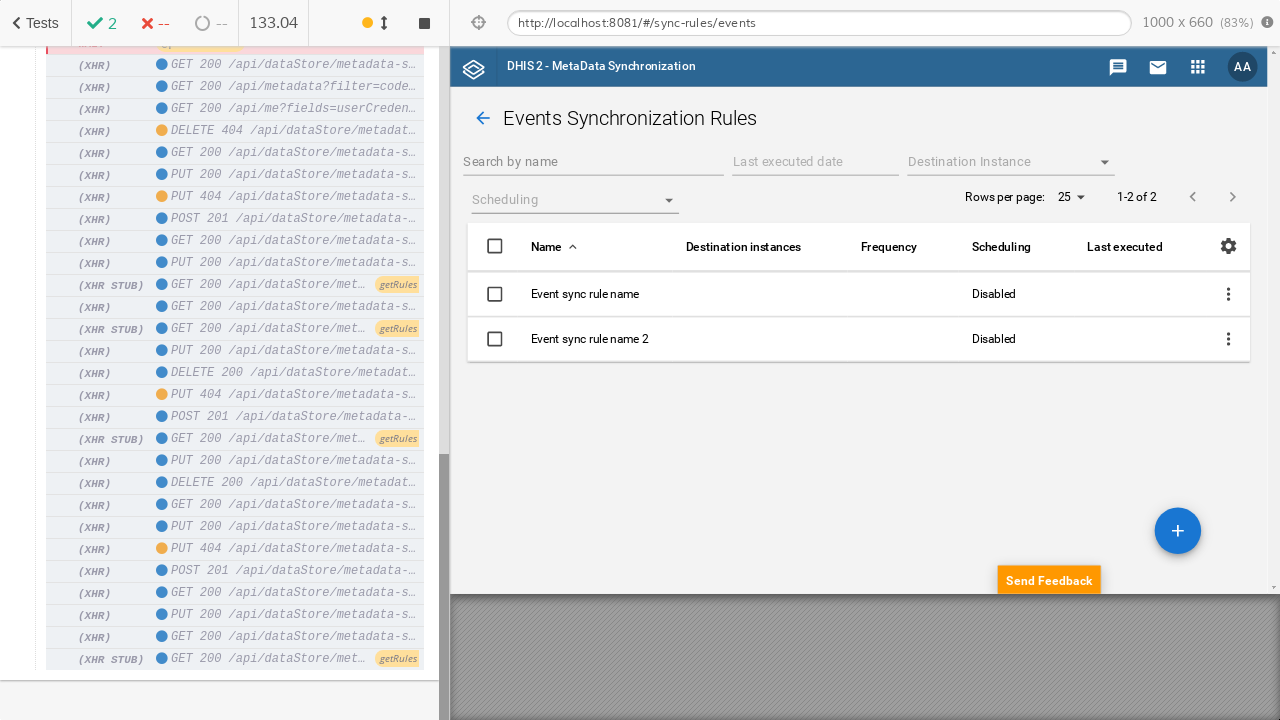 Tests 2 -- -- 133.04 http://localhost:8081/#/sync-rules/events 1000 x 660 (83%)
(XHR) GET 200 /api/dataStore/metadata-s…
(XHR) GET 200 /api/metadata?filter=code…
(XHR) GET 200 /api/me?fields=userCreden…
(XHR) DELETE 404 /api/dataStore/metadat…
(XHR) GET 200 /api/dataStore/metadata-s…
(XHR) PUT 200 /api/dataStore/metadata-s…
(XHR) PUT 404 /api/dataStore/metadata-s…
(XHR) POST 201 /api/dataStore/metadata-…
(XHR) GET 200 /api/dataStore/metadata-s…
(XHR) PUT 200 /api/dataStore/metadata-s…
(XHR STUB) GET 200 /api/dataStore/met… getRules
(XHR) GET 200 /api/dataStore/metadata-s…
(XHR STUB) GET 200 /api/dataStore/met… getRules
(XHR) PUT 200 /api/dataStore/metadata-s…
(XHR) DELETE 200 /api/dataStore/metadat…
(XHR) PUT 404 /api/dataStore/metadata-s…
(XHR) POST 201 /api/dataStore/metadata-…
(XHR STUB) GET 200 /api/dataStore/met… getRules
(XHR) PUT 200 /api/dataStore/metadata-s…
(XHR) DELETE 200 /api/dataStore/metadat…
(XHR) GET 200 /api/dataStore/metadata-s…
(XHR) PUT 200 /api/dataStore/metadata-s…
(XHR) PUT 404 /api/dataStore/metadata-s…
(XHR) POST 201 /api/dataStore/metadata-…
(XHR) GET 200 /api/dataStore/metadata-s…
(XHR) PUT 200 /api/dataStore/metadata-s…
(XHR) GET 200 /api/dataStore/metadata-s…
(XHR STUB) GET 200 /api/dataStore/met… getRules
DHIS 2 - MetaData Synchronization AA
Events Synchronization Rules
Search by name Last executed date Destination Instance
Scheduling Rows per page: 25 1-2 of 2
Name Destination instances Frequency Scheduling Last executed
Event sync rule name Disabled
Event sync rule name 2 Disabled
+
Send Feedback